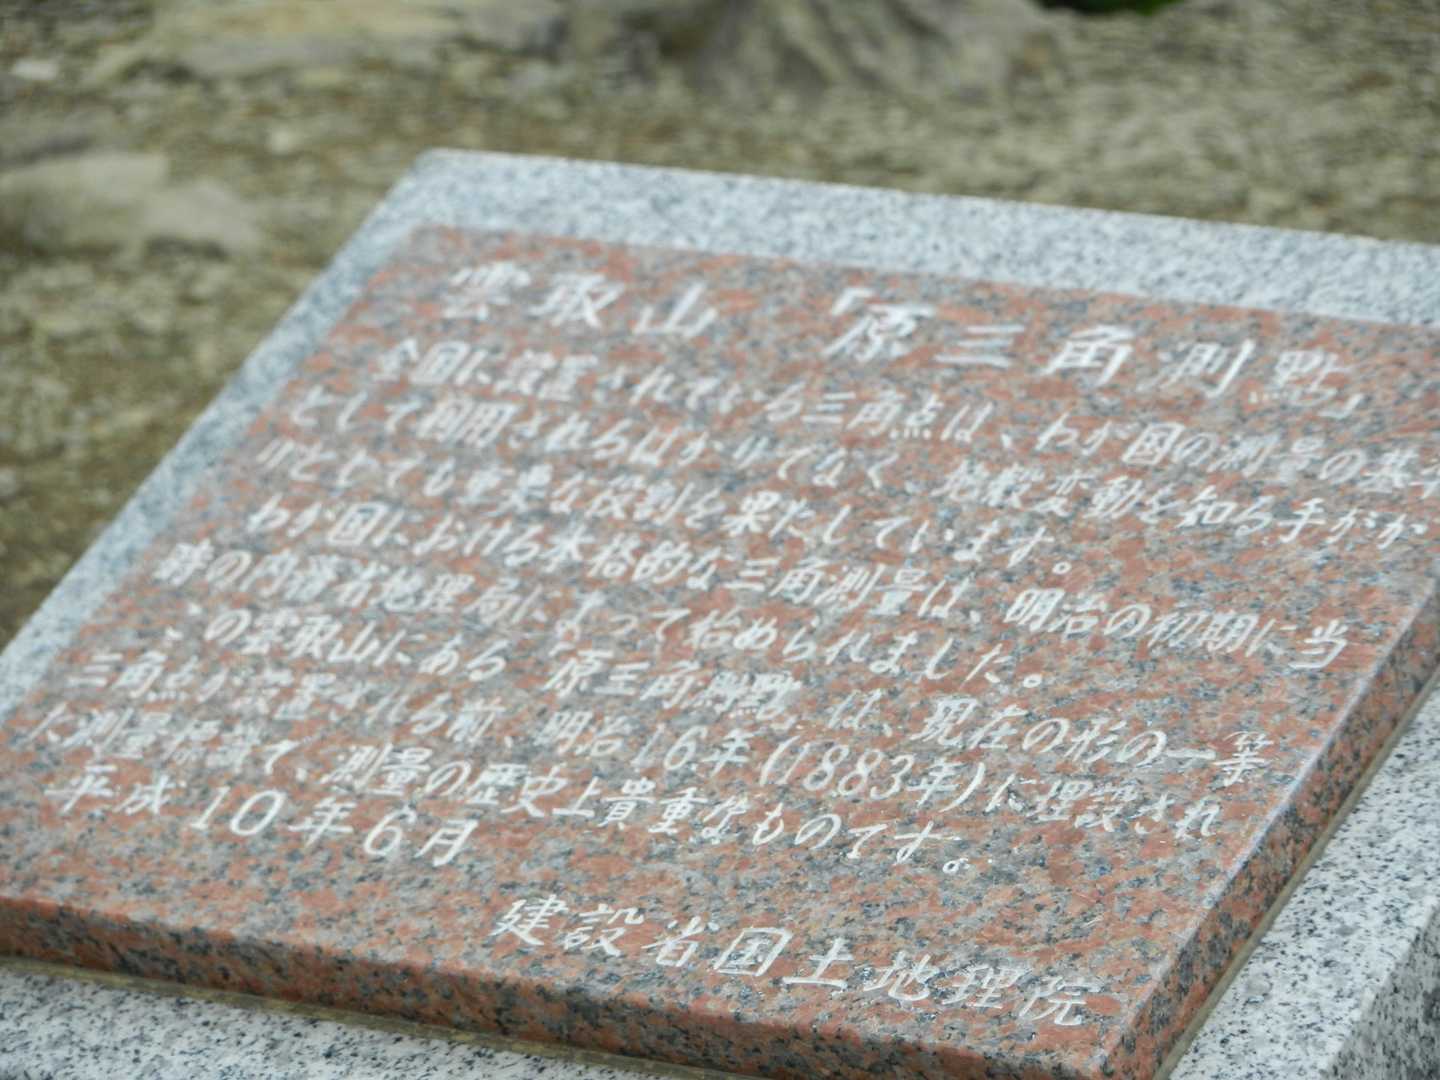 雲取山 「原三角測點」
全国に設置されている三角点は、わが国の測量の基準
として利用されるばかりでなく、地殻変動を知る手がか
りとしても重要な役割を果たしています。
わが国における本格的な三角測量は、明治の初期に当
時の内務省地理局によって始められました。
この雲取山にある「原三角測點」は、現在の形の一等
三角点が設置される前、明治16年(1883年)に埋設され
た測量標識で、測量の歴史上貴重なものです。
平成10年6月
建設省国土地理院